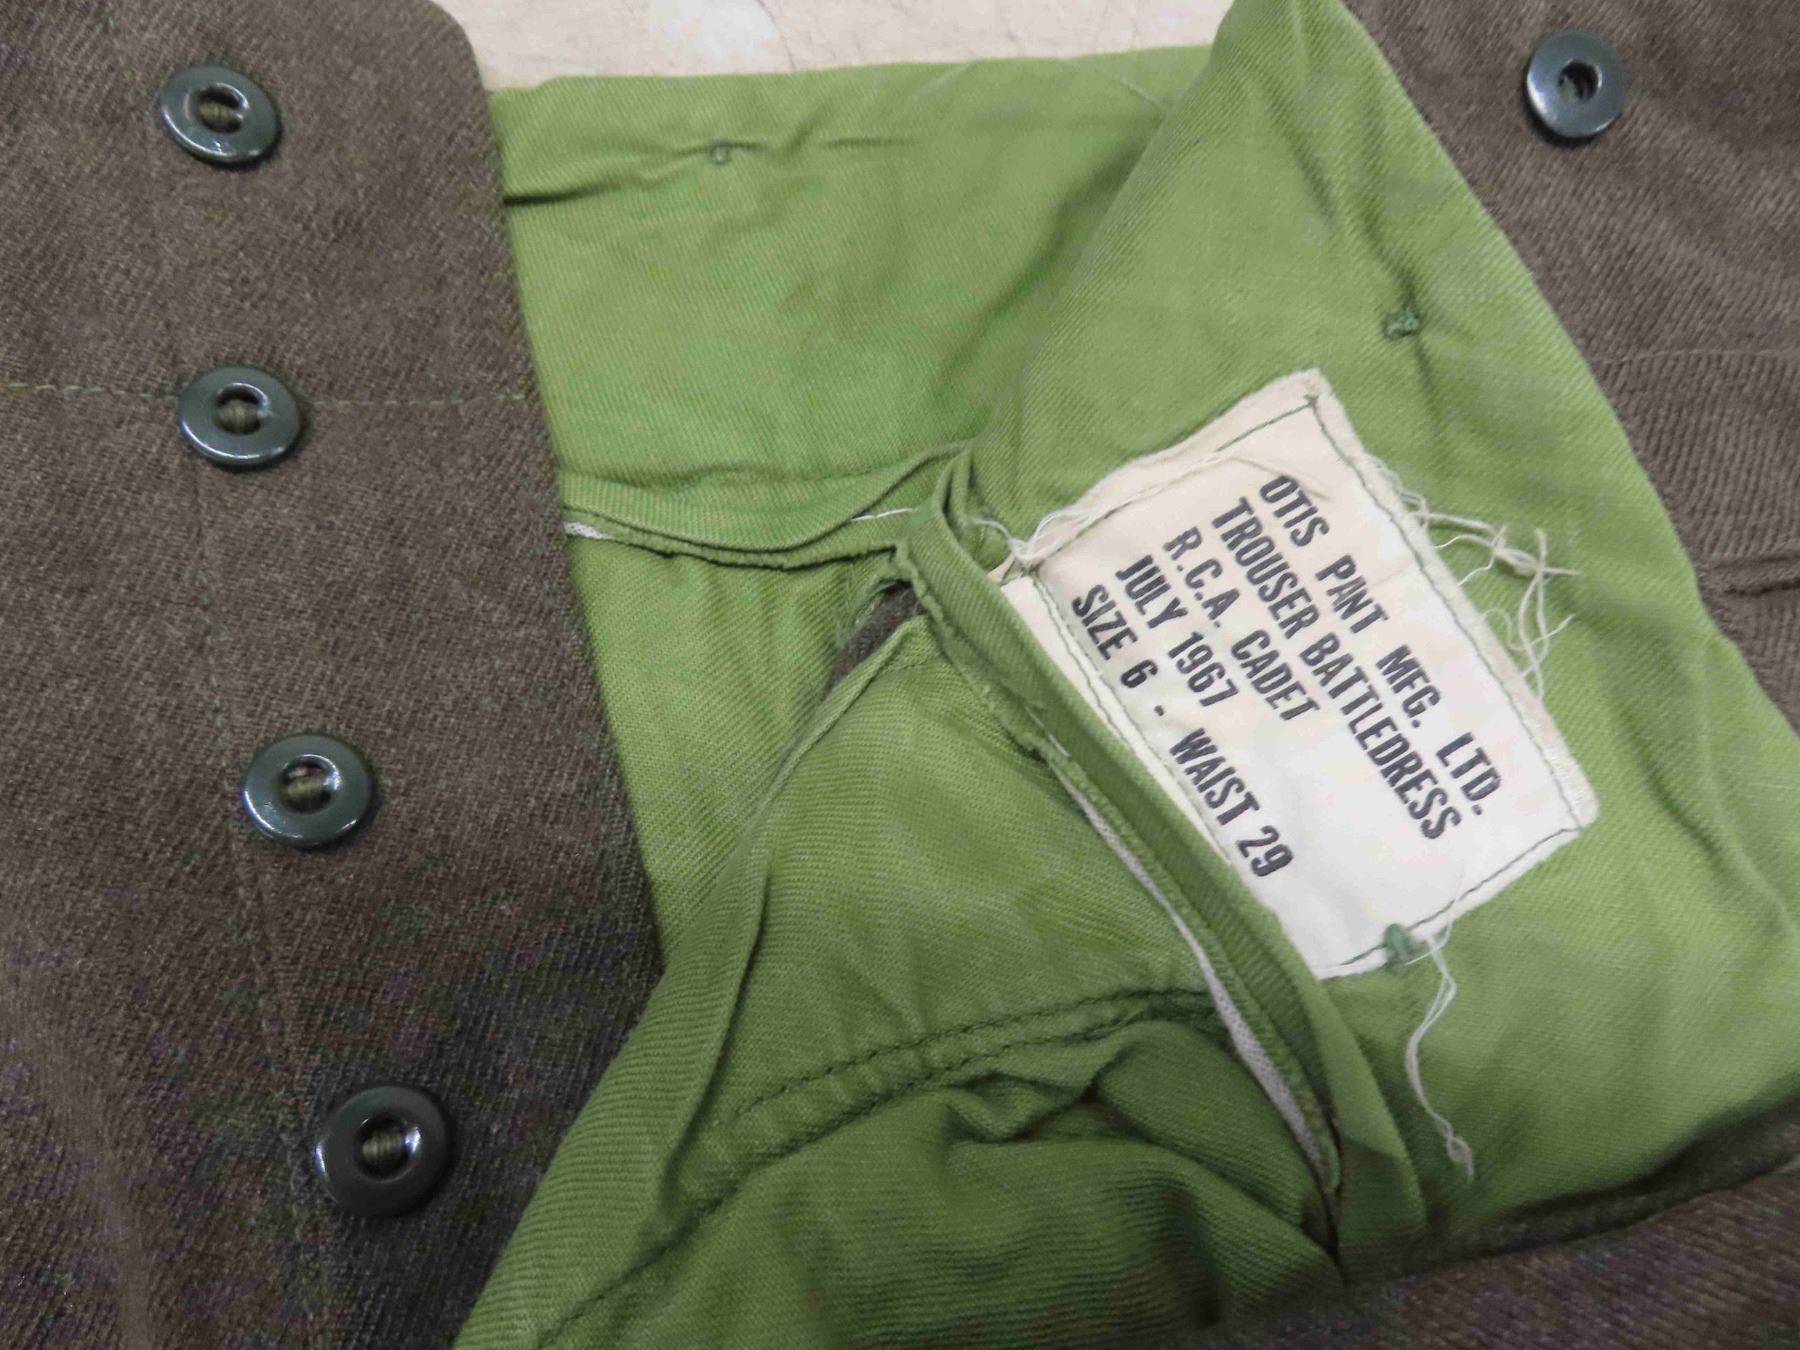 OTIS PANT MFG. LTD.
TROUSER BATTLEDRESS
R.C.A. CADET
JULY 1967
SIZE 6 - WAIST 29